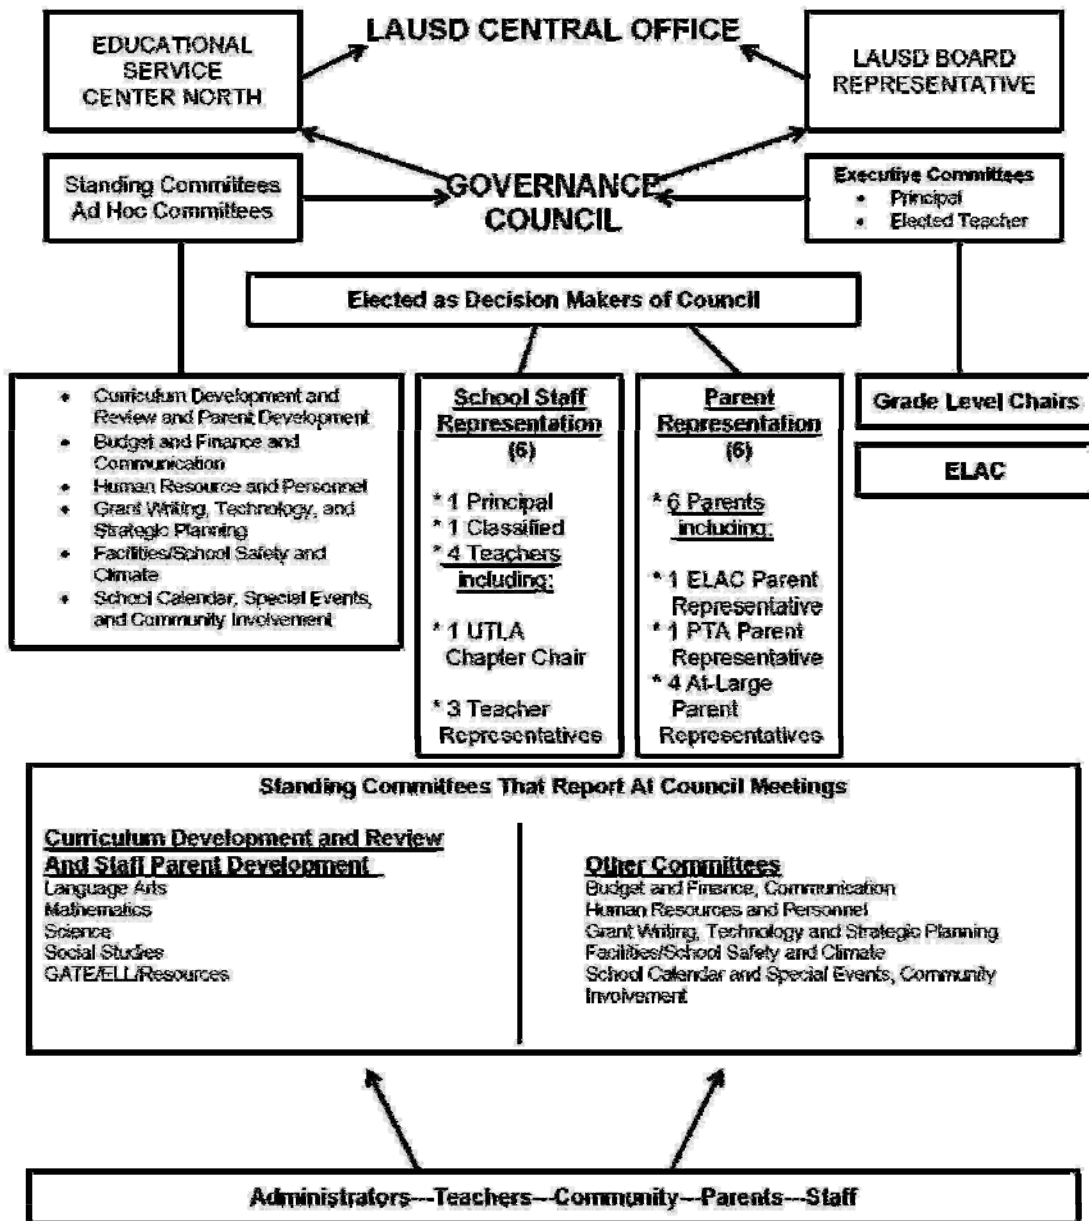 LAUSD CENTRAL OFFICE
EDUCATIONAL
SERVICE
CENTER NORTH
LAUSD BOARD
REPRESENTATIVE
Standing Committees
Ad Hoc Committees
GOVERNANCE
COUNCIL
Executive Committees
• Principal
• Elected Teacher
Elected as Decision Makers of Council
• Curriculum Development and
Review and Parent Development
• Budget and Finance and
Communication
• Human Resource and Personnel
• Grant Writing, Technology, and
Strategic Planning
• Facilities/School Safety and
Climate
• School Calendar, Special Events,
and Community Involvement
School Staff
Representation
(6)
* 1 Principal
* 1 Classified
* 4 Teachers
including:
* 1 UTLA
Chapter Chair
* 3 Teacher
Representatives
Parent
Representation
(6)
* 6 Parents
including:
* 1 ELAC Parent
Representative
* 1 PTA Parent
Representative
* 4 At-Large
Parent
Representatives
Grade Level Chairs
ELAC
Standing Committees That Report At Council Meetings
Curriculum Development and Review
And Staff Parent Development
Language Arts
Mathematics
Science
Social Studies
GATE/ELL/Resources
Other Committees
Budget and Finance, Communication
Human Resources and Personnel
Grant Writing, Technology and Strategic Planning
Facilities/School Safety and Climate
School Calendar and Special Events, Community
Involvement
Administrators---Teachers---Community---Parents---Staff